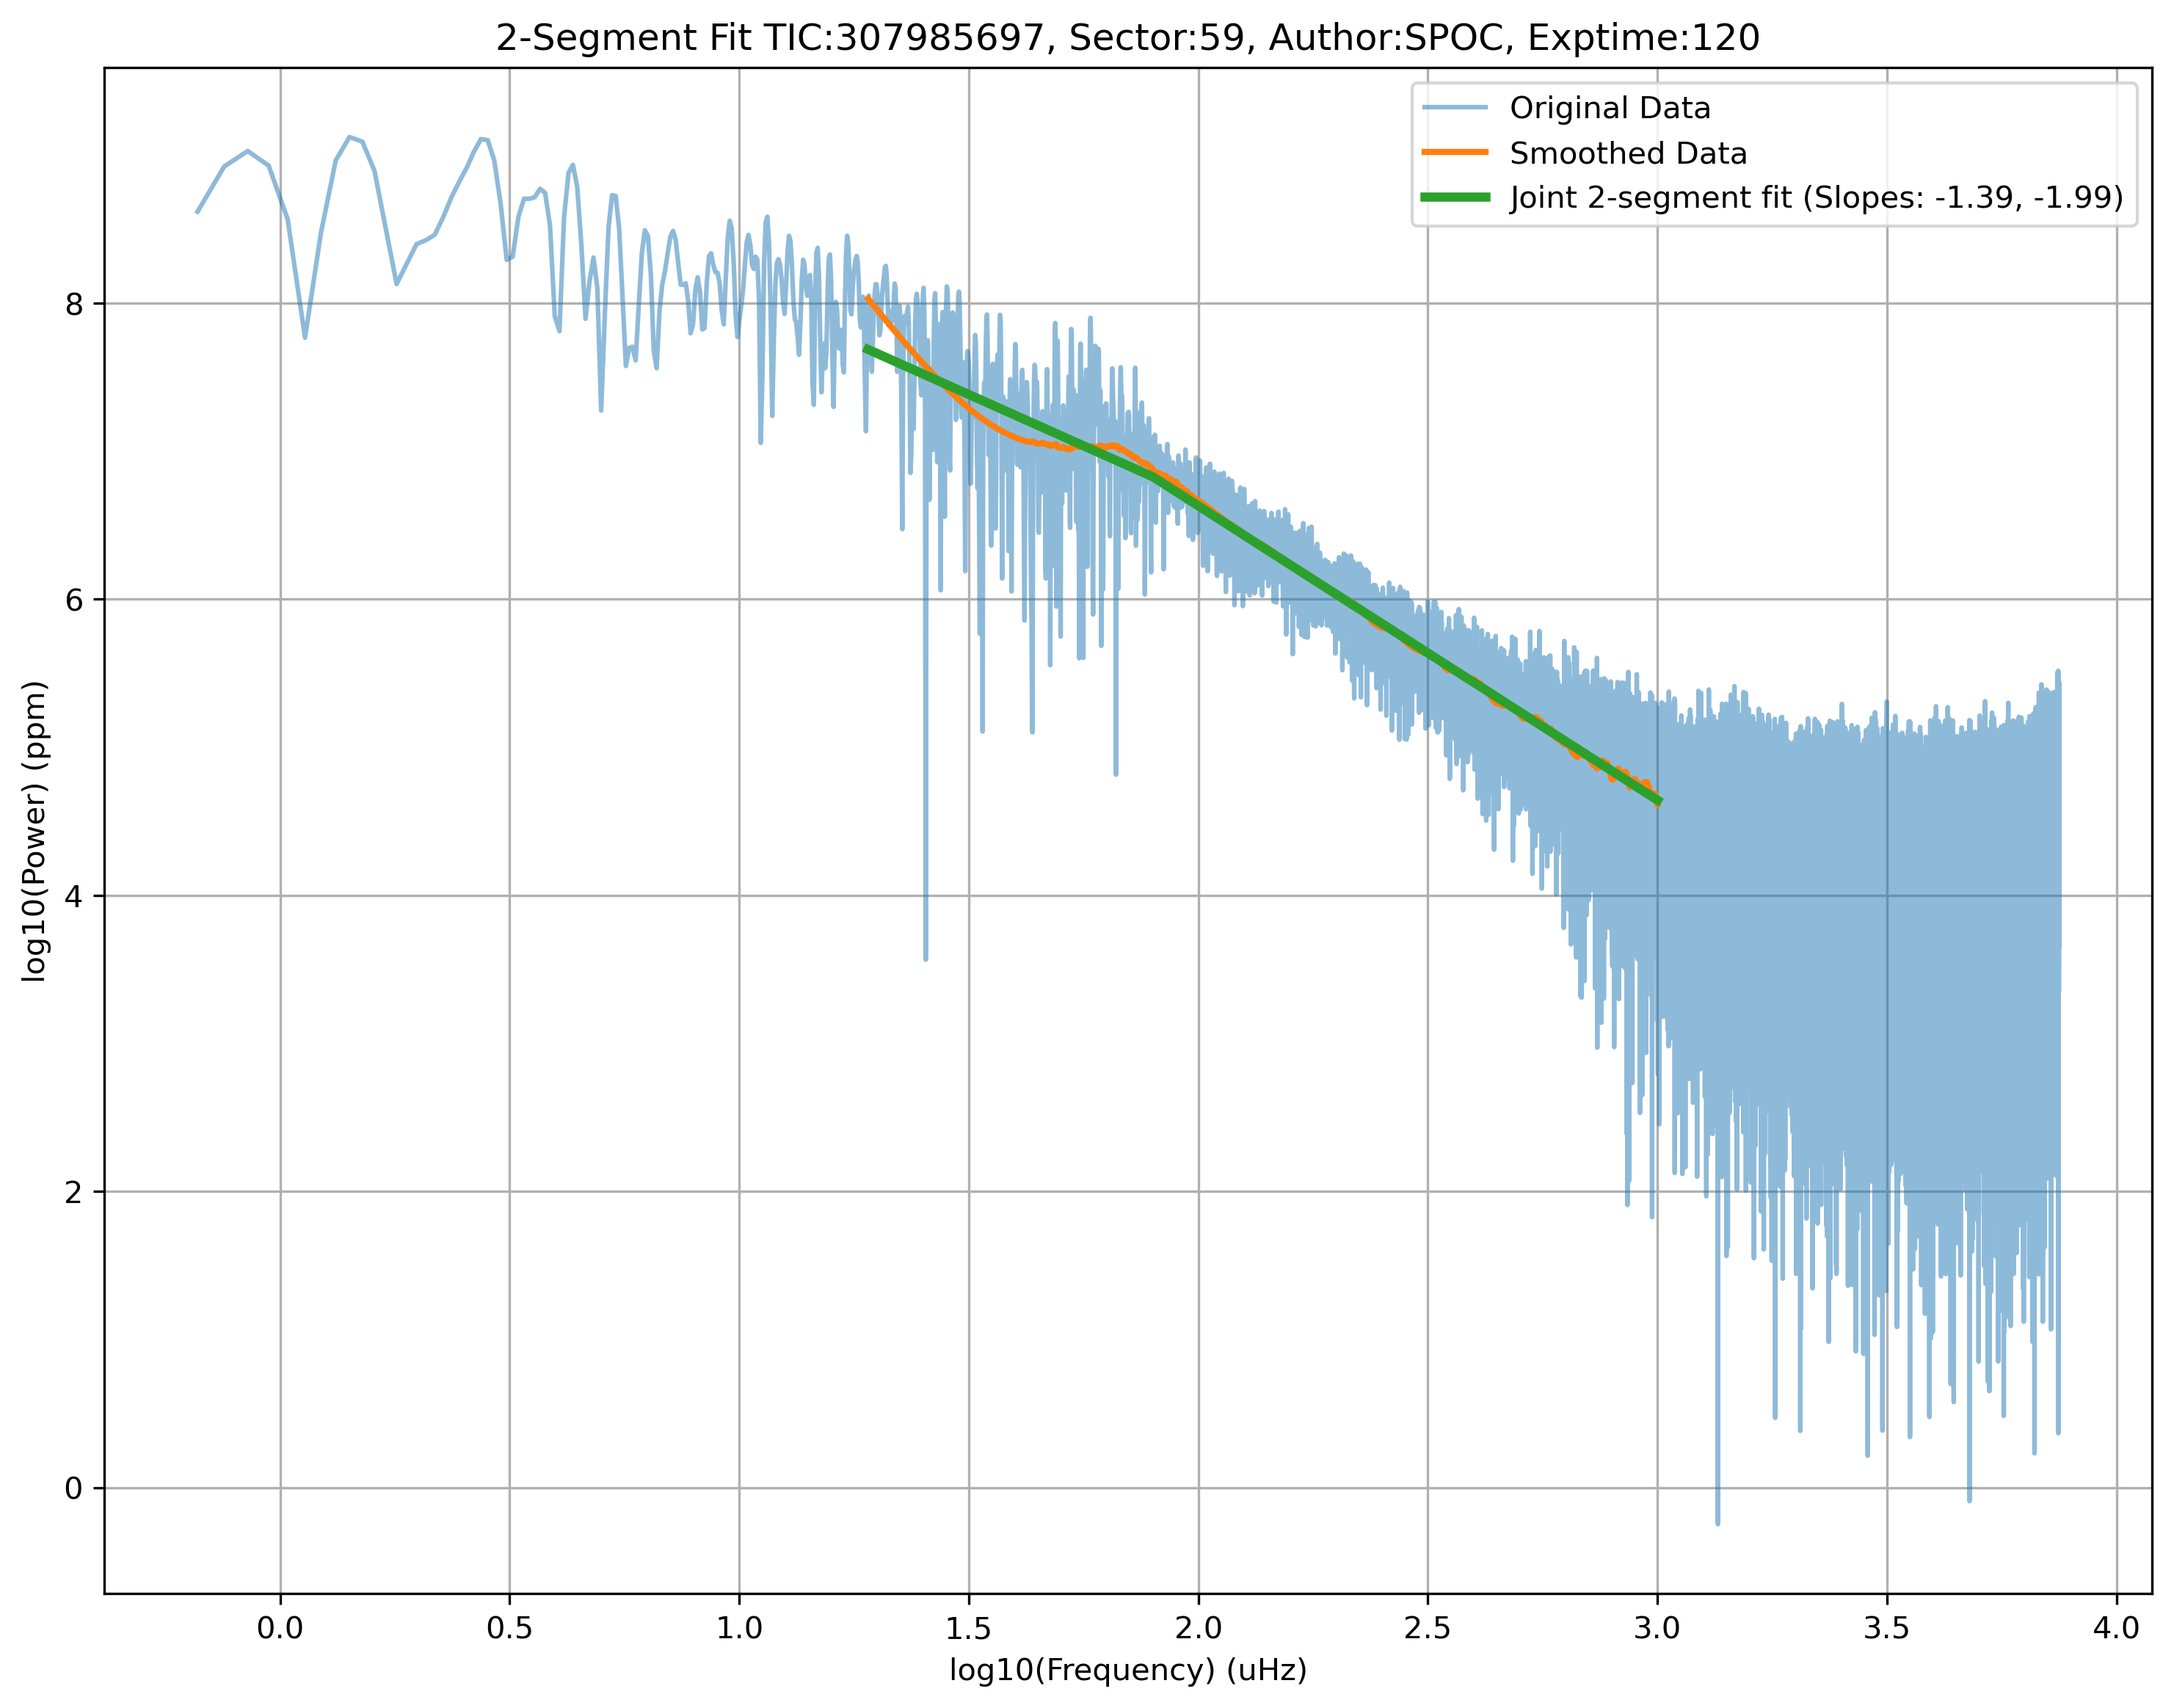 2-Segment Fit TIC:307985697, Sector:59, Author:SPOC, Exptime:120
Original Data
Smoothed Data
Joint 2-segment fit (Slopes: -1.39, -1.99)
log10(Power) (ppm)
8
6
4
2
0
0.0 0.5 1.0 1.5 2.0 2.5 3.0 3.5 4.0
log10(Frequency) (uHz)